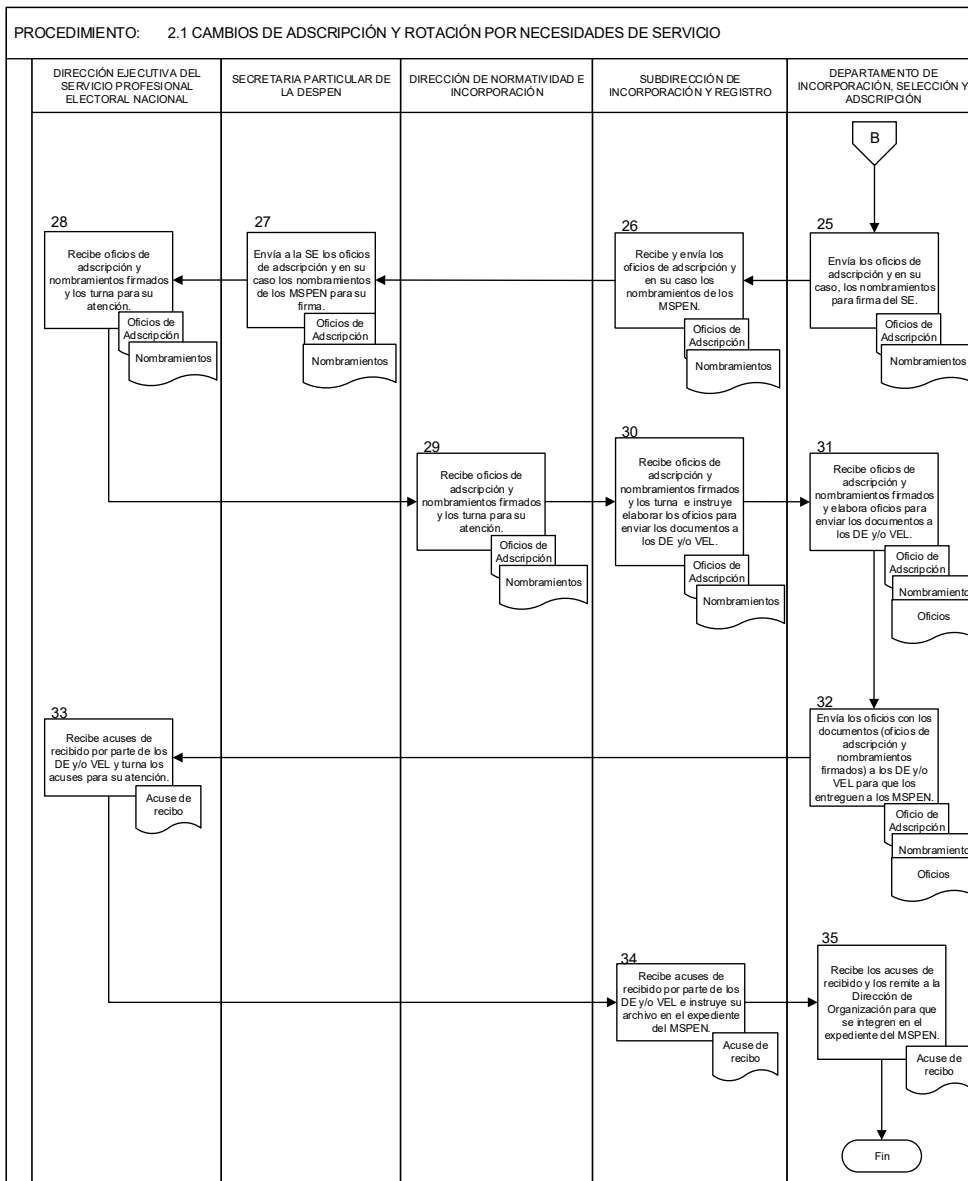 PROCEDIMIENTO: 2.1 CAMBIOS DE ADSCRIPCIÓN Y ROTACIÓN POR NECESIDADES DE SERVICIO
DIRECCIÓN EJECUTIVA DEL
SERVICIO PROFESIONAL
ELECTORAL NACIONAL
SECRETARIA PARTICULAR DE
LA DESPEN
DIRECCIÓN DE NORMATIVIDAD E
INCORPORACIÓN
SUBDIRECCIÓN DE
INCORPORACIÓN Y REGISTRO
DEPARTAMENTO DE
INCORPORACIÓN, SELECCIÓN Y
ADSCRIPCIÓN
B
28
Recibe oficios de
adscripción y
nombramientos firmados
y los turna para su
atención.
Oficios de
Adscripción
Nombramientos
27
Envía a la SE los oficios
de adscripción y en su
caso los nombramientos
de los MSPEN para su
firma.
Oficios de
Adscripción
Nombramientos
26
Recibe y envía los
oficios de adscripción y
en su caso los
nombramientos de los
MSPEN.
Oficios de
Adscripción
Nombramientos
25
Envía los oficios de
adscripción y en su
caso, los nombramientos
para firma del SE.
Oficios de
Adscripción
Nombramientos
29
Recibe oficios de
adscripción y
nombramientos firmados
y los turna para su
atención.
Oficios de
Adscripción
Nombramientos
30
Recibe oficios de
adscripción y
nombramientos firmados
y los turna e instruye
elaborar los oficios para
enviar los documentos a
los DE y/o VEL.
Oficios de
Adscripción
Nombramientos
31
Recibe oficios de
adscripción y
nombramientos firmados
y elabora oficios para
enviar los documentos a
los DE y/o VEL.
Oficio de
Adscripción
Nombramiento
Oficios
33
Recibe acuses de
recibido por parte de los
DE y/o VEL y turna los
acuses para su atención.
Acuse de
recibo
32
Envía los oficios con los
documentos (oficios de
adscripción y
nombramientos
firmados) a los DE y/o
VEL para que los
entreguen a los MSPEN.
Oficio de
Adscripción
Nombramiento
Oficios
34
Recibe acuses de
recibido por parte de los
DE y/o VEL e instruye su
archivo en el expediente
del MSPEN.
Acuse de
recibo
35
Recibe los acuses de
recibido y los remite a la
Dirección de
Organización para que
se integren en el
expediente del MSPEN.
Acuse de
recibo
Fin